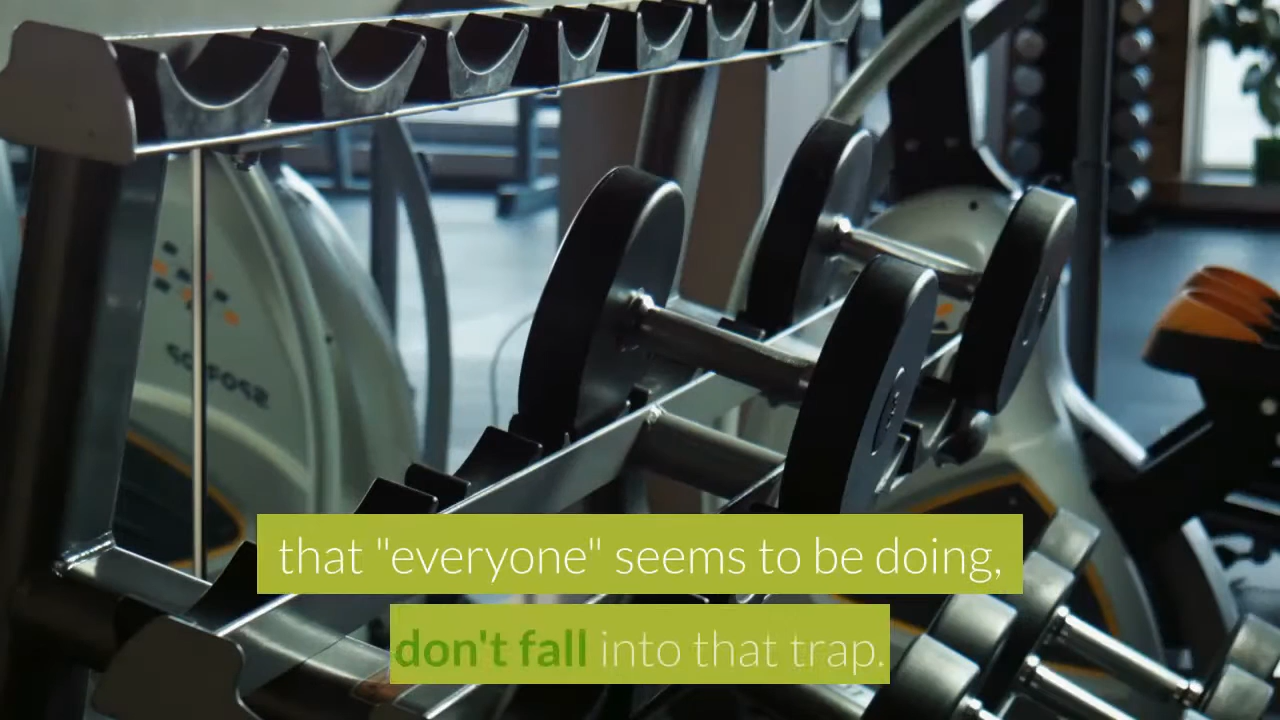 that "everyone" seems to be doing,
don't fall into that trap.